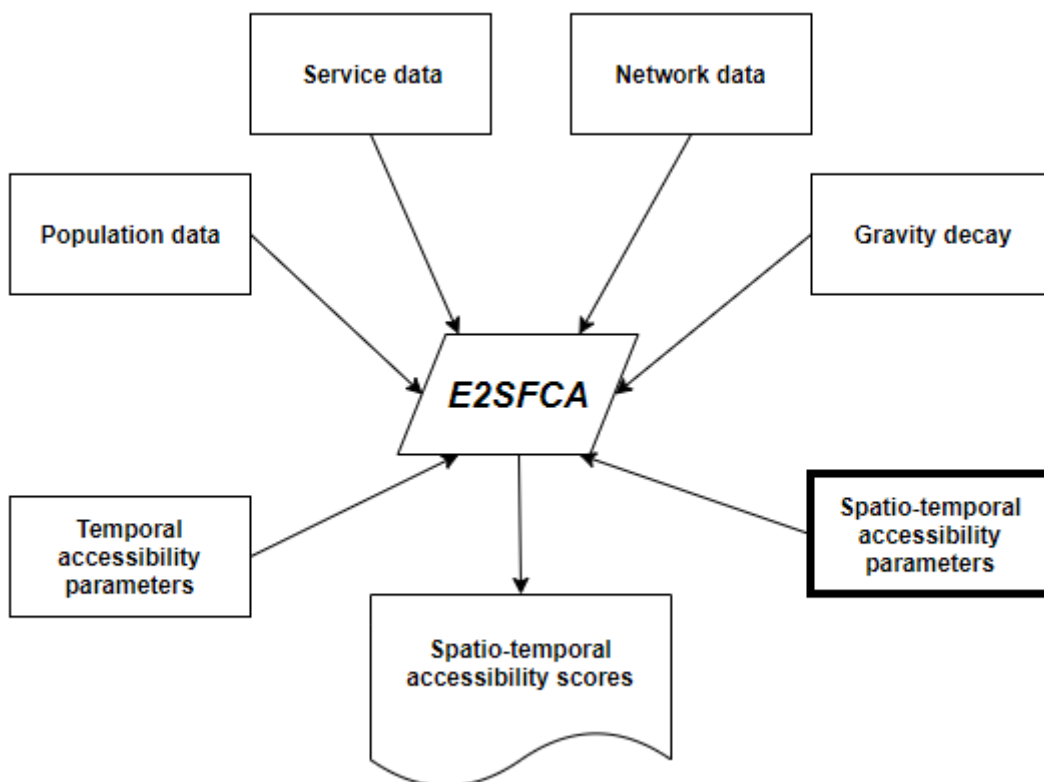 Service data
Network data
Population data
Gravity decay
E2SFCA
Temporal
accessibility
parameters
Spatio-temporal
accessibility
parameters
Spatio-temporal
accessibility scores